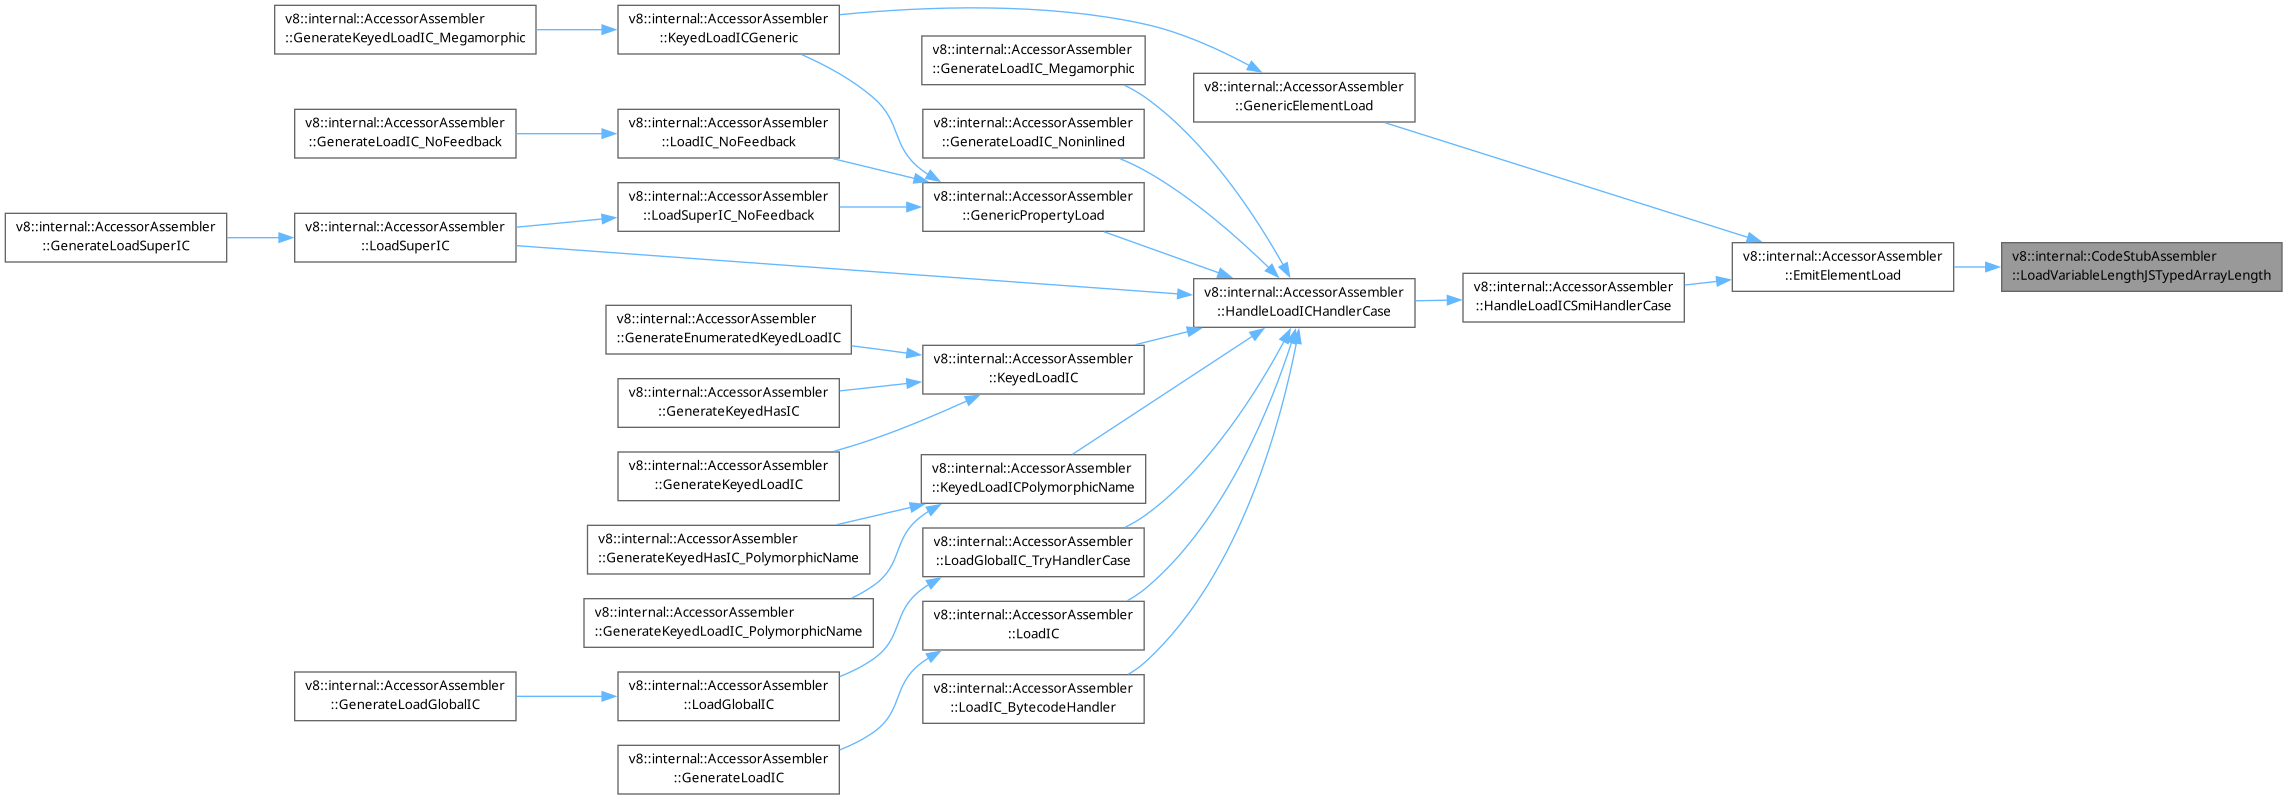 v8::internal::AccessorAssembler
::GenerateKeyedLoadIC_Megamorphic
v8::internal::AccessorAssembler
::KeyedLoadICGeneric
v8::internal::AccessorAssembler
::GenerateLoadIC_Megamorphic
v8::internal::AccessorAssembler
::GenericElementLoad
v8::internal::AccessorAssembler
::GenerateLoadIC_NoFeedback
v8::internal::AccessorAssembler
::LoadIC_NoFeedback
v8::internal::AccessorAssembler
::GenerateLoadIC_Noninlined
v8::internal::AccessorAssembler
::LoadSuperIC_NoFeedback
v8::internal::AccessorAssembler
::GenericPropertyLoad
v8::internal::AccessorAssembler
::GenerateLoadSuperIC
v8::internal::AccessorAssembler
::LoadSuperIC
v8::internal::AccessorAssembler
::EmitElementLoad
v8::internal::CodeStubAssembler
::LoadVariableLengthJSTypedArrayLength
v8::internal::AccessorAssembler
::HandleLoadICHandlerCase
v8::internal::AccessorAssembler
::HandleLoadICSmiHandlerCase
v8::internal::AccessorAssembler
::GenerateEnumeratedKeyedLoadIC
v8::internal::AccessorAssembler
::KeyedLoadIC
v8::internal::AccessorAssembler
::GenerateKeyedHasIC
v8::internal::AccessorAssembler
::GenerateKeyedLoadIC
v8::internal::AccessorAssembler
::KeyedLoadICPolymorphicName
v8::internal::AccessorAssembler
::GenerateKeyedHasIC_PolymorphicName
v8::internal::AccessorAssembler
::LoadGlobalIC_TryHandlerCase
v8::internal::AccessorAssembler
::GenerateKeyedLoadIC_PolymorphicName
v8::internal::AccessorAssembler
::LoadIC
v8::internal::AccessorAssembler
::GenerateLoadGlobalIC
v8::internal::AccessorAssembler
::LoadGlobalIC
v8::internal::AccessorAssembler
::LoadIC_BytecodeHandler
v8::internal::AccessorAssembler
::GenerateLoadIC